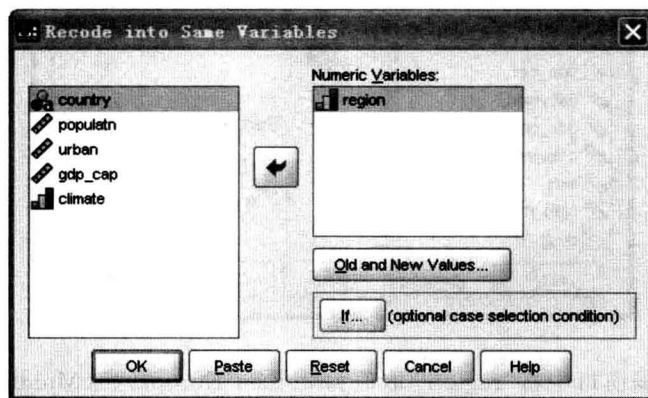 Recode into Same Variables
country
populatn
urban
gdp_cap
climate
Numeric Variables:
region
Old and New Values...
If... (optional case selection condition)
OK
Paste
Reset
Cancel
Help